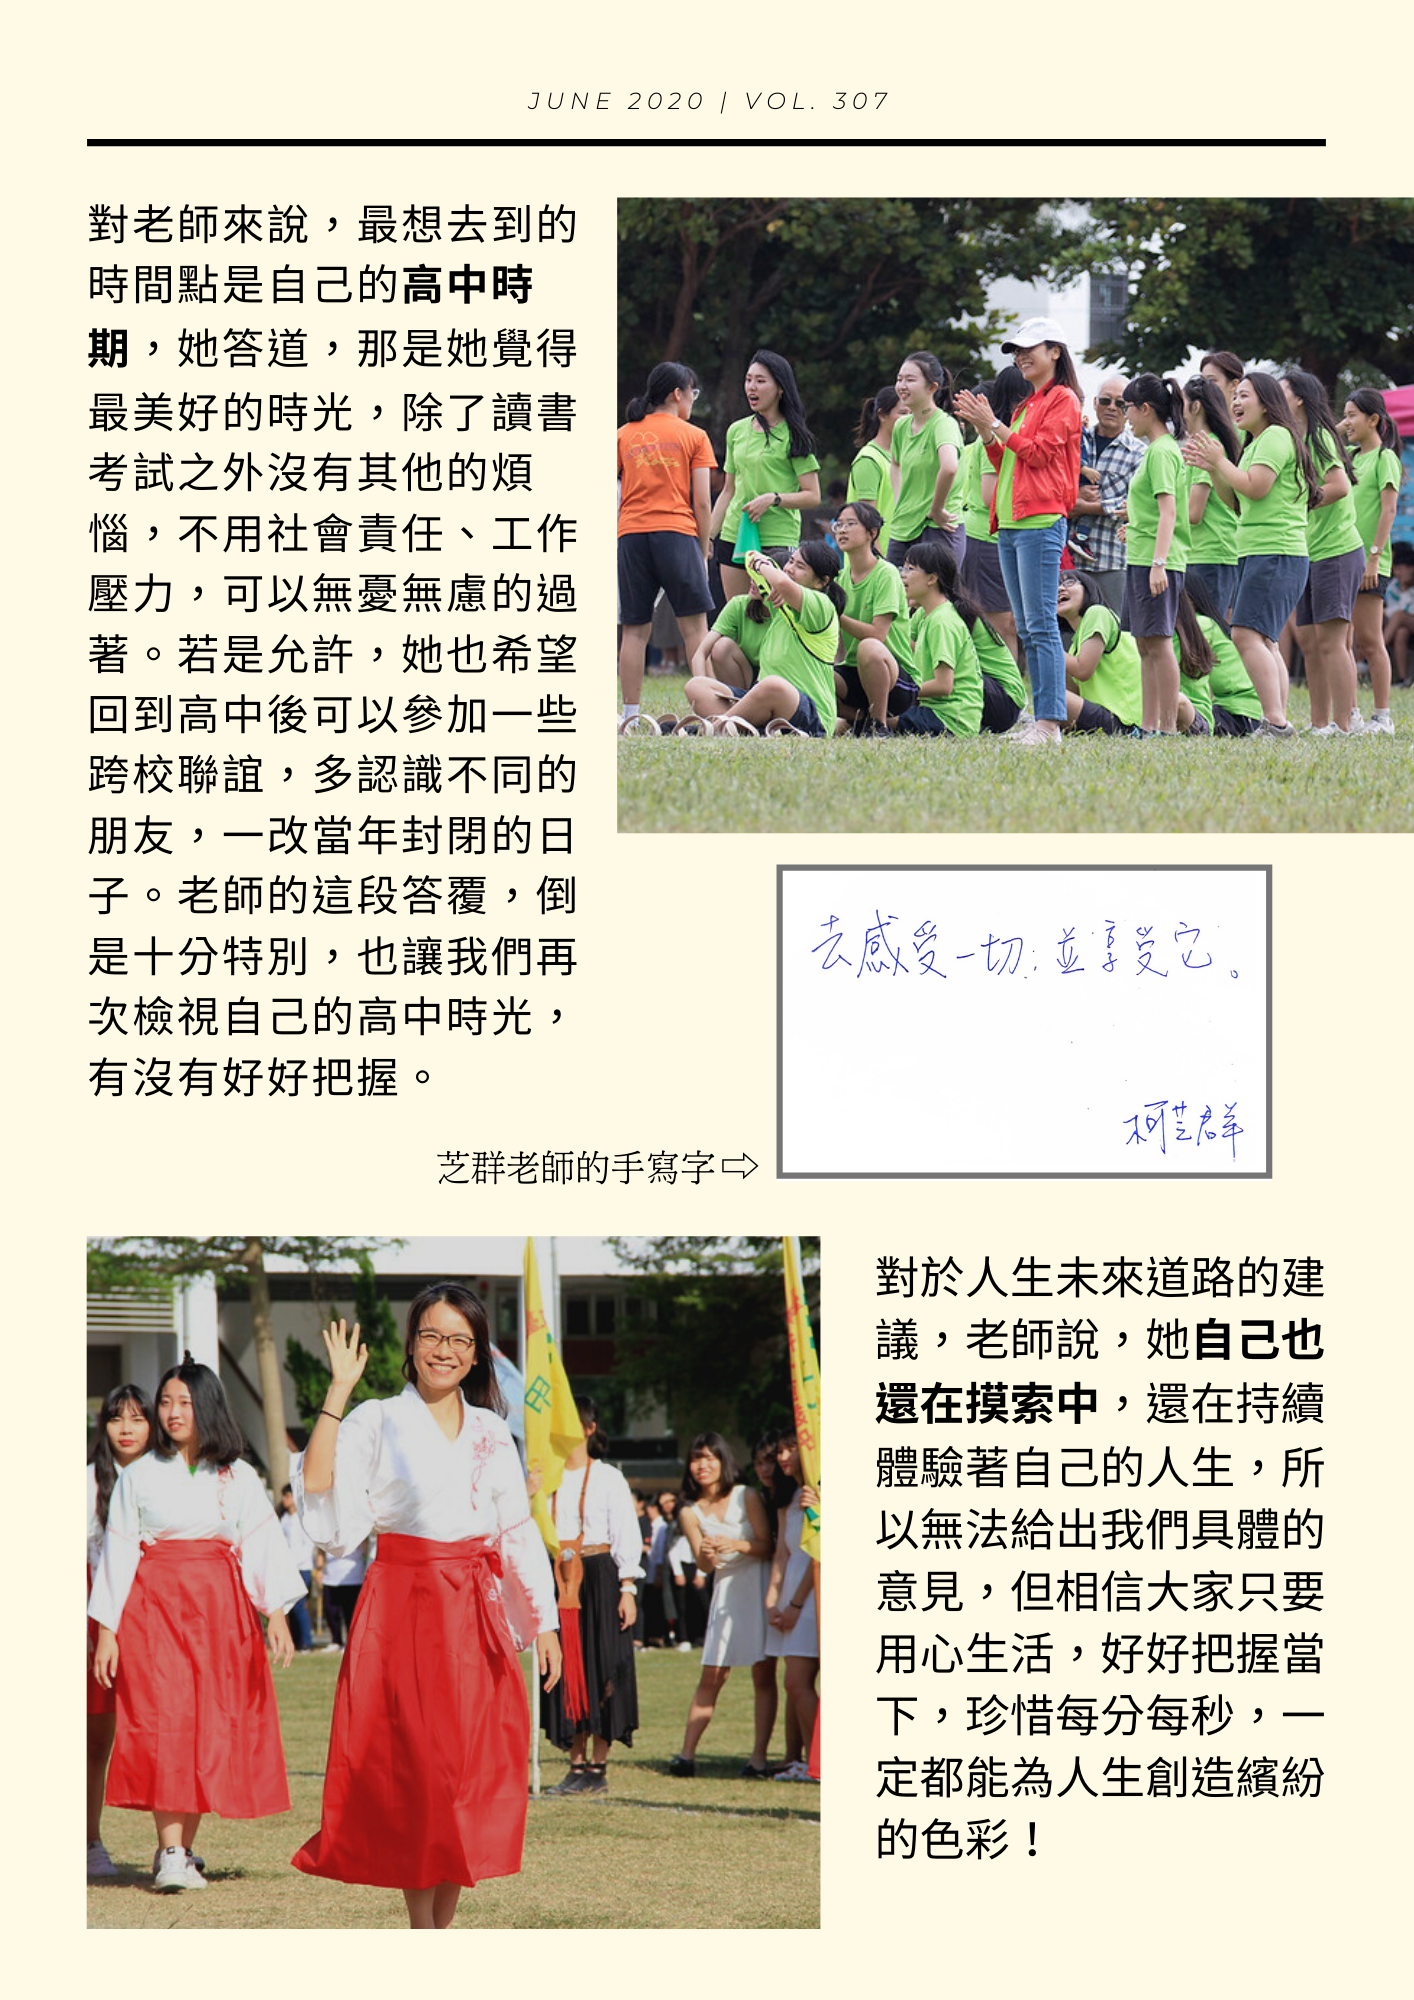 JUNE 2020 | VOL. 307
對老師來說，最想去到的
時間點是自己的高中時
期，她答道，那是她覺得
最美好的時光，除了讀書
考試之外沒有其他的煩
惱，不用社會責任、工作
壓力，可以無憂無慮的過
著。若是允許，她也希望
回到高中後可以參加一些
跨校聯誼，多認識不同的
朋友，一改當年封閉的日
子。老師的這段答覆，倒
是十分特別，也讓我們再
次檢視自己的高中時光，
有沒有好好把握。
去感受一切；並享受它。
柯芝群
芝群老師的手寫字⇨
甲
對於人生未來道路的建
議，老師說，她自己也
還在摸索中，還在持續
體驗著自己的人生，所
以無法給出我們具體的
意見，但相信大家只要
用心生活，好好把握當
下，珍惜每分每秒，一
定都能為人生創造繽紛
的色彩！